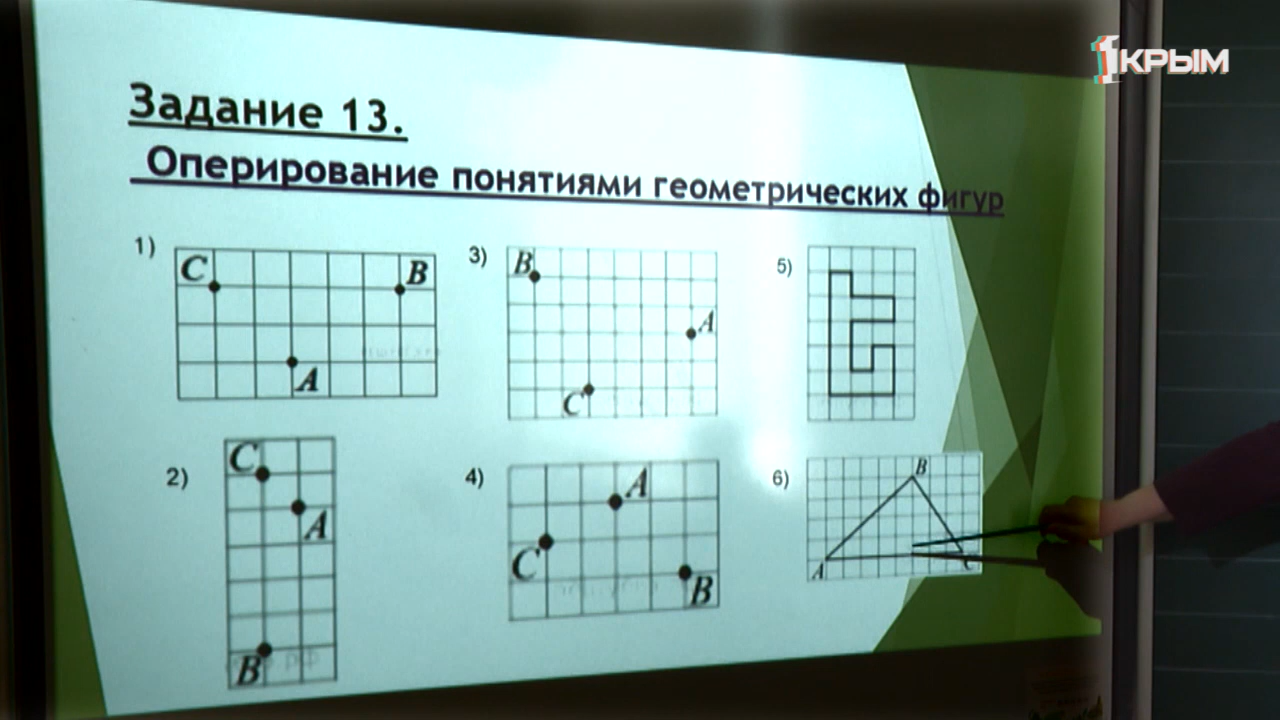 1КРЫМ
Задание 13.
Оперирование понятиями геометрических фигур
1)
C
B
A
3)
B
A
C
5)
2)
C
A
B
4)
A
C
B
6)
B
A
C